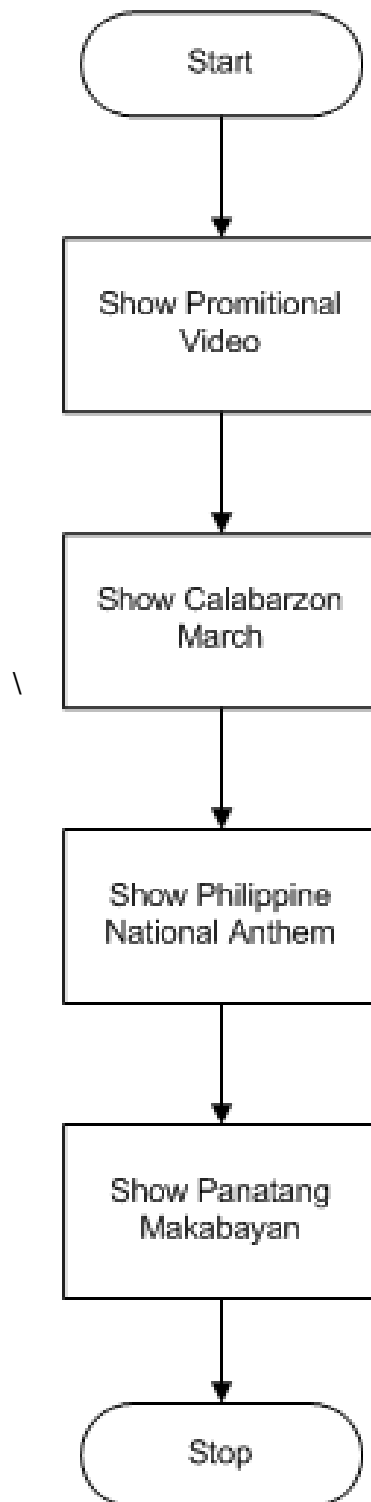 Start
Show Promitional
Video
Show Calabarzon
March
\
Show Philippine
National Anthem
Show Panatang
Makabayan
Stop